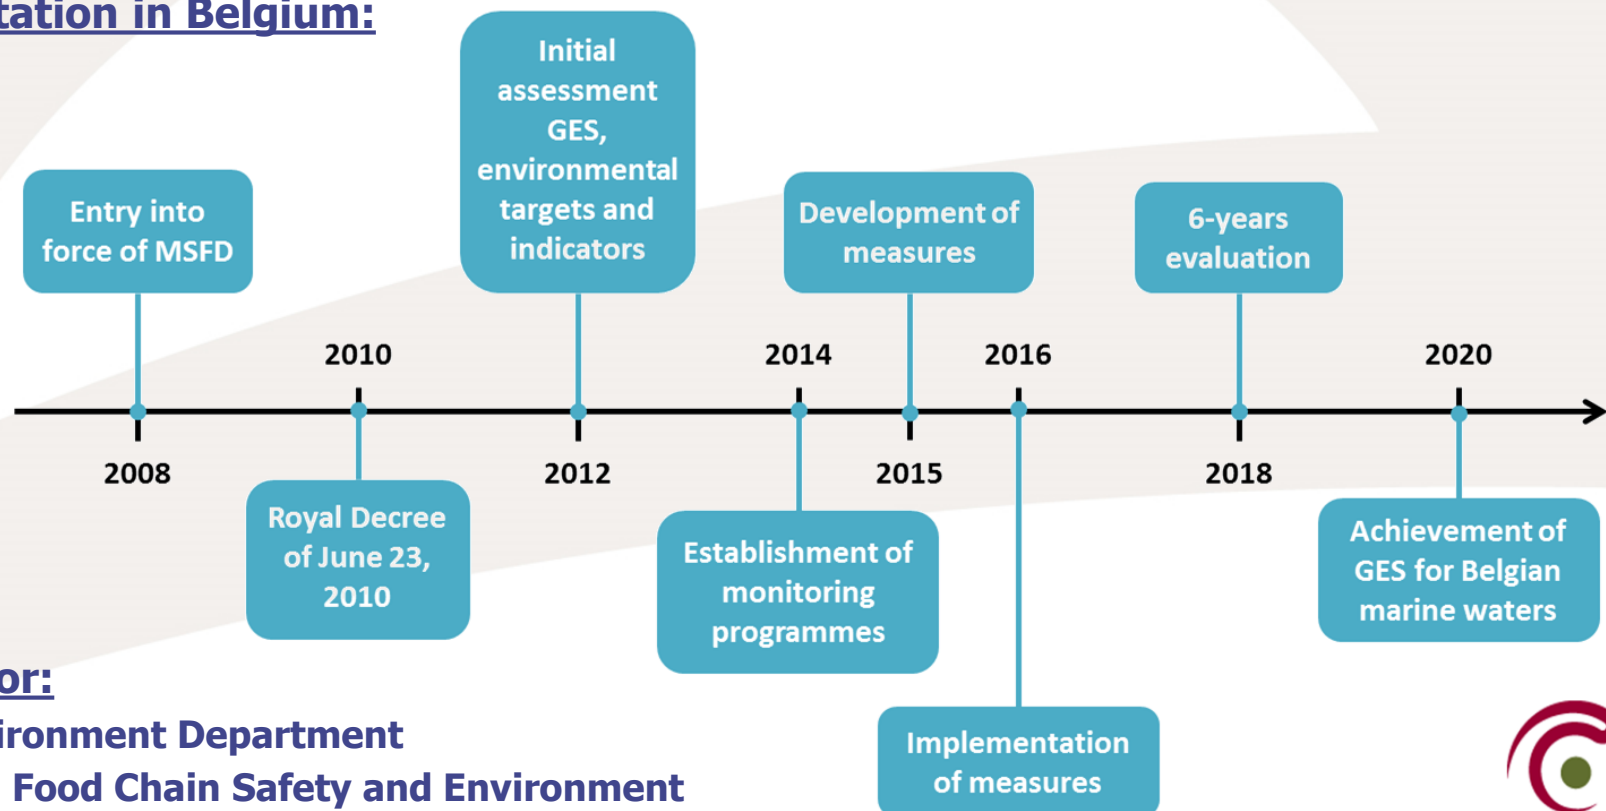 tation in Belgium:
Initial
assessment
GES,
environmental
targets and
indicators
Entry into
force of MSFD
Development of
measures
6-years
evaluation
2010
2014
2016
2020
2008
2012
2015
2018
Royal Decree
of June 23,
2010
Establishment of
monitoring
programmes
Achievement of
GES for Belgian
marine waters
Implementation
of measures
or:
ironment Department
Food Chain Safety and Environment